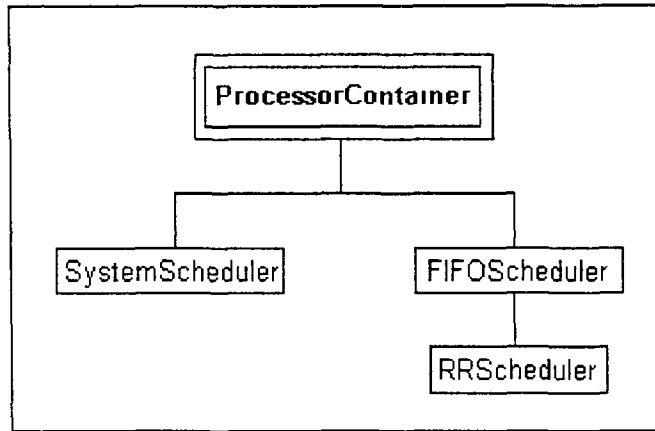 ProcessorContainer
SystemScheduler
FIFOScheduler
RRScheduler